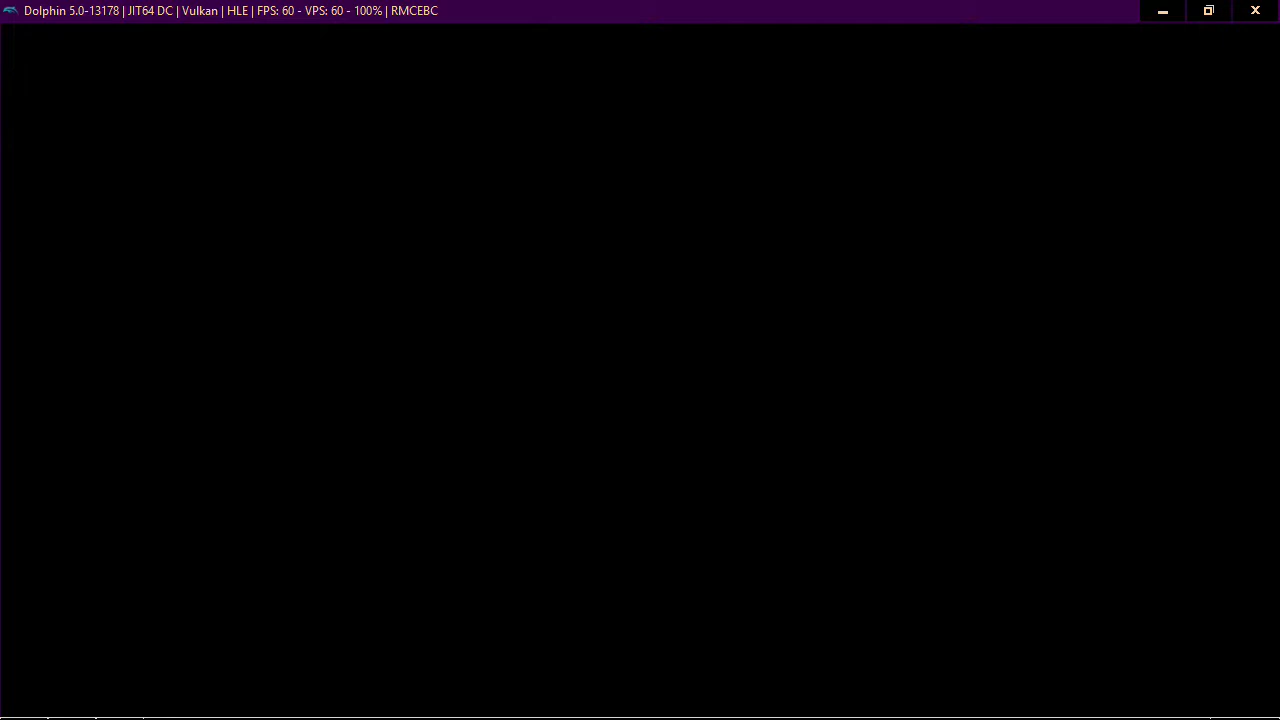 Dolphin 5.0-13178 | JIT64 DC | Vulkan | HLE | FPS: 60 - VPS: 60 - 100% | RMCEBC